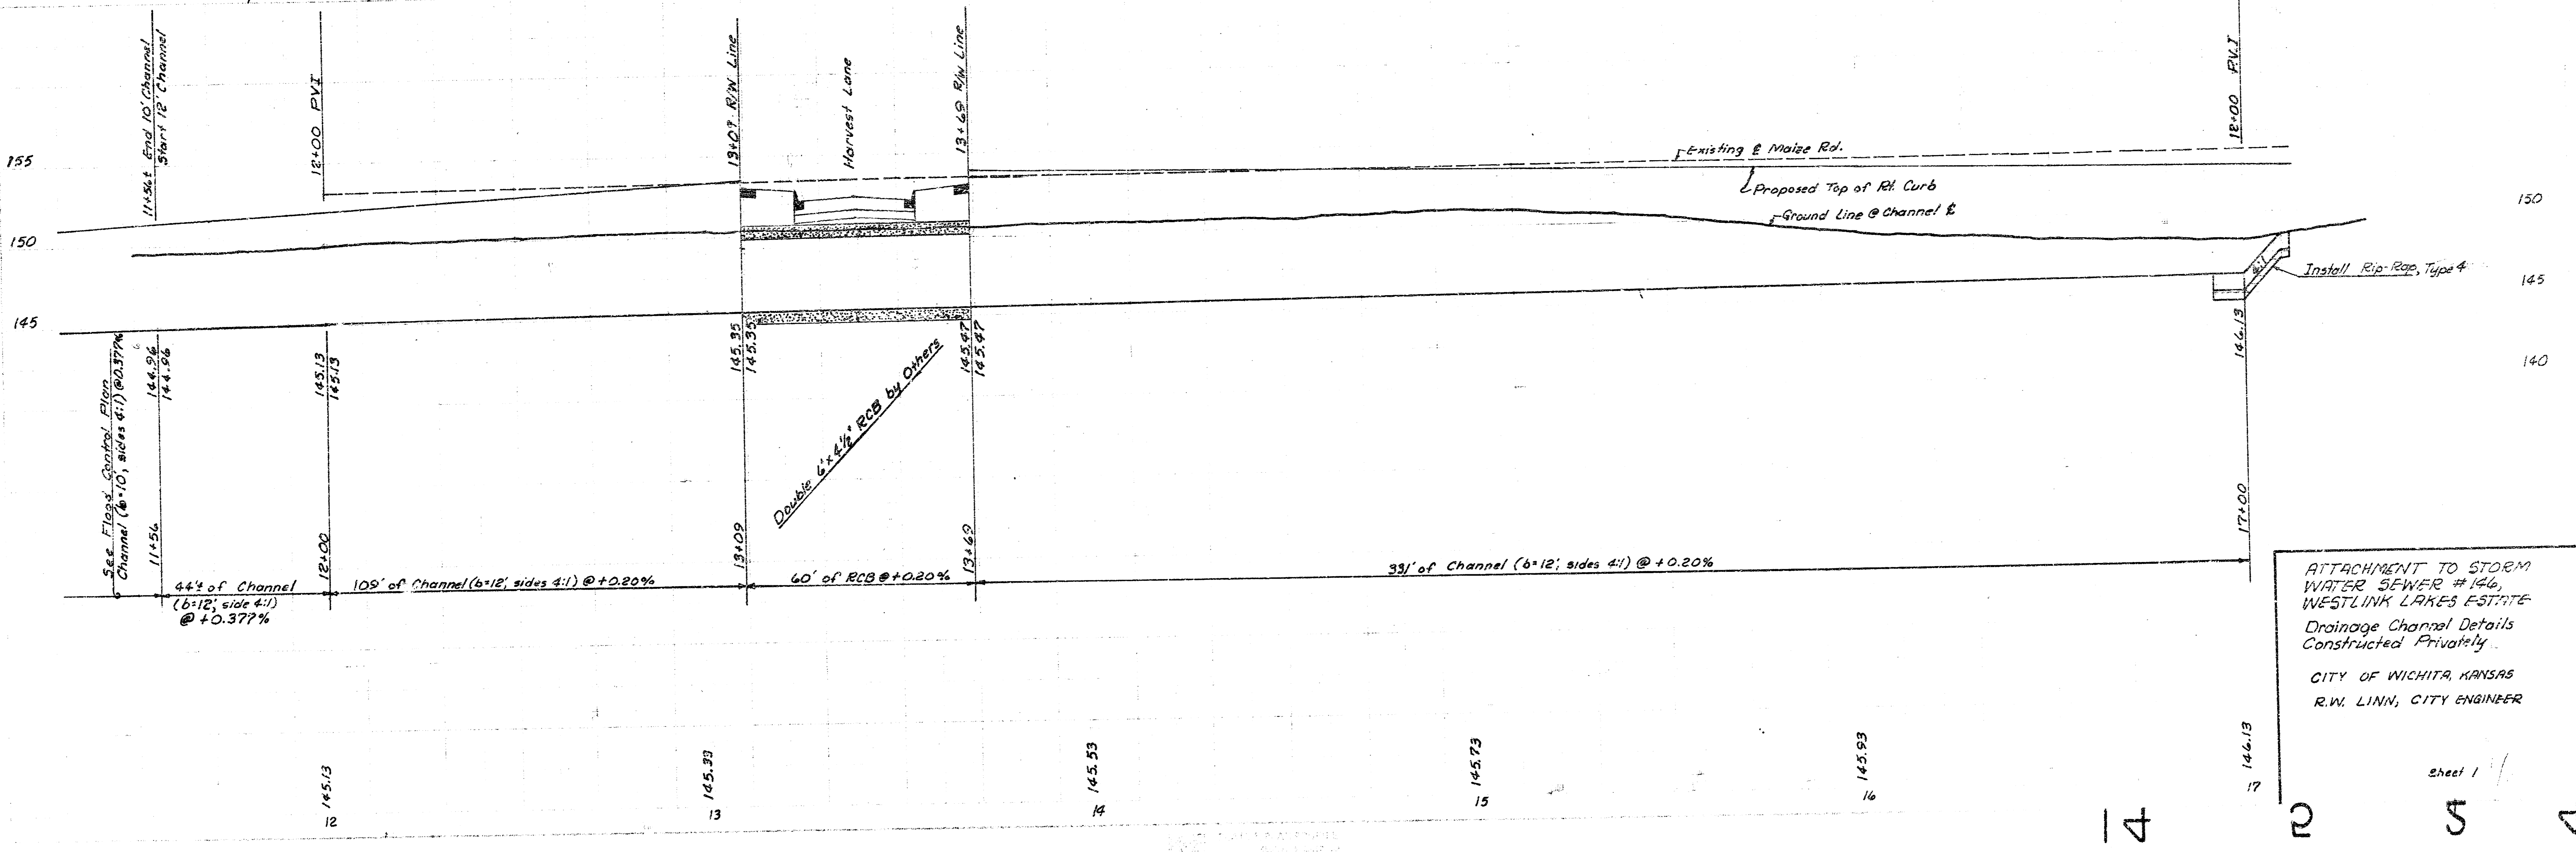 11+56± End 10' Channel
Start 12' Channel
12+00 PVI
13+09 R/W Line
Harvest Lane
13+69 R/W Line
12+00 P.V.I
155
150
145
Existing ℄ Maize Rd.
Proposed Top of Rt. Curb
Ground Line @ Channel ℄
Install Rip-Rap, Type 4
150
145
140
See Flood Control Plan
Channel (b=10', sides 4:1) @0.377%
144.96
144.96
145.13
145.13
145.35
145.35
145.47
145.47
146.13
Double 6'x4½' RCB by Others
11+56
12+00
13+09
13+69
17+00
44'± of Channel
(b=12', side 4:1)
@ +0.377%
109' of Channel (b=12', sides 4:1) @ +0.20%
60' of RCB @ +0.20%
331' of Channel (b=12', sides 4:1) @ +0.20%
ATTACHMENT TO STORM
WATER SEWER #146,
WESTLINK LAKES ESTATE
Drainage Channel Details
Constructed Privately
CITY OF WICHITA, KANSAS
R.W. LINN, CITY ENGINEER
Sheet 1
145.13
145.33
145.53
145.73
145.93
146.13
12
13
14
15
16
17
14 2 5